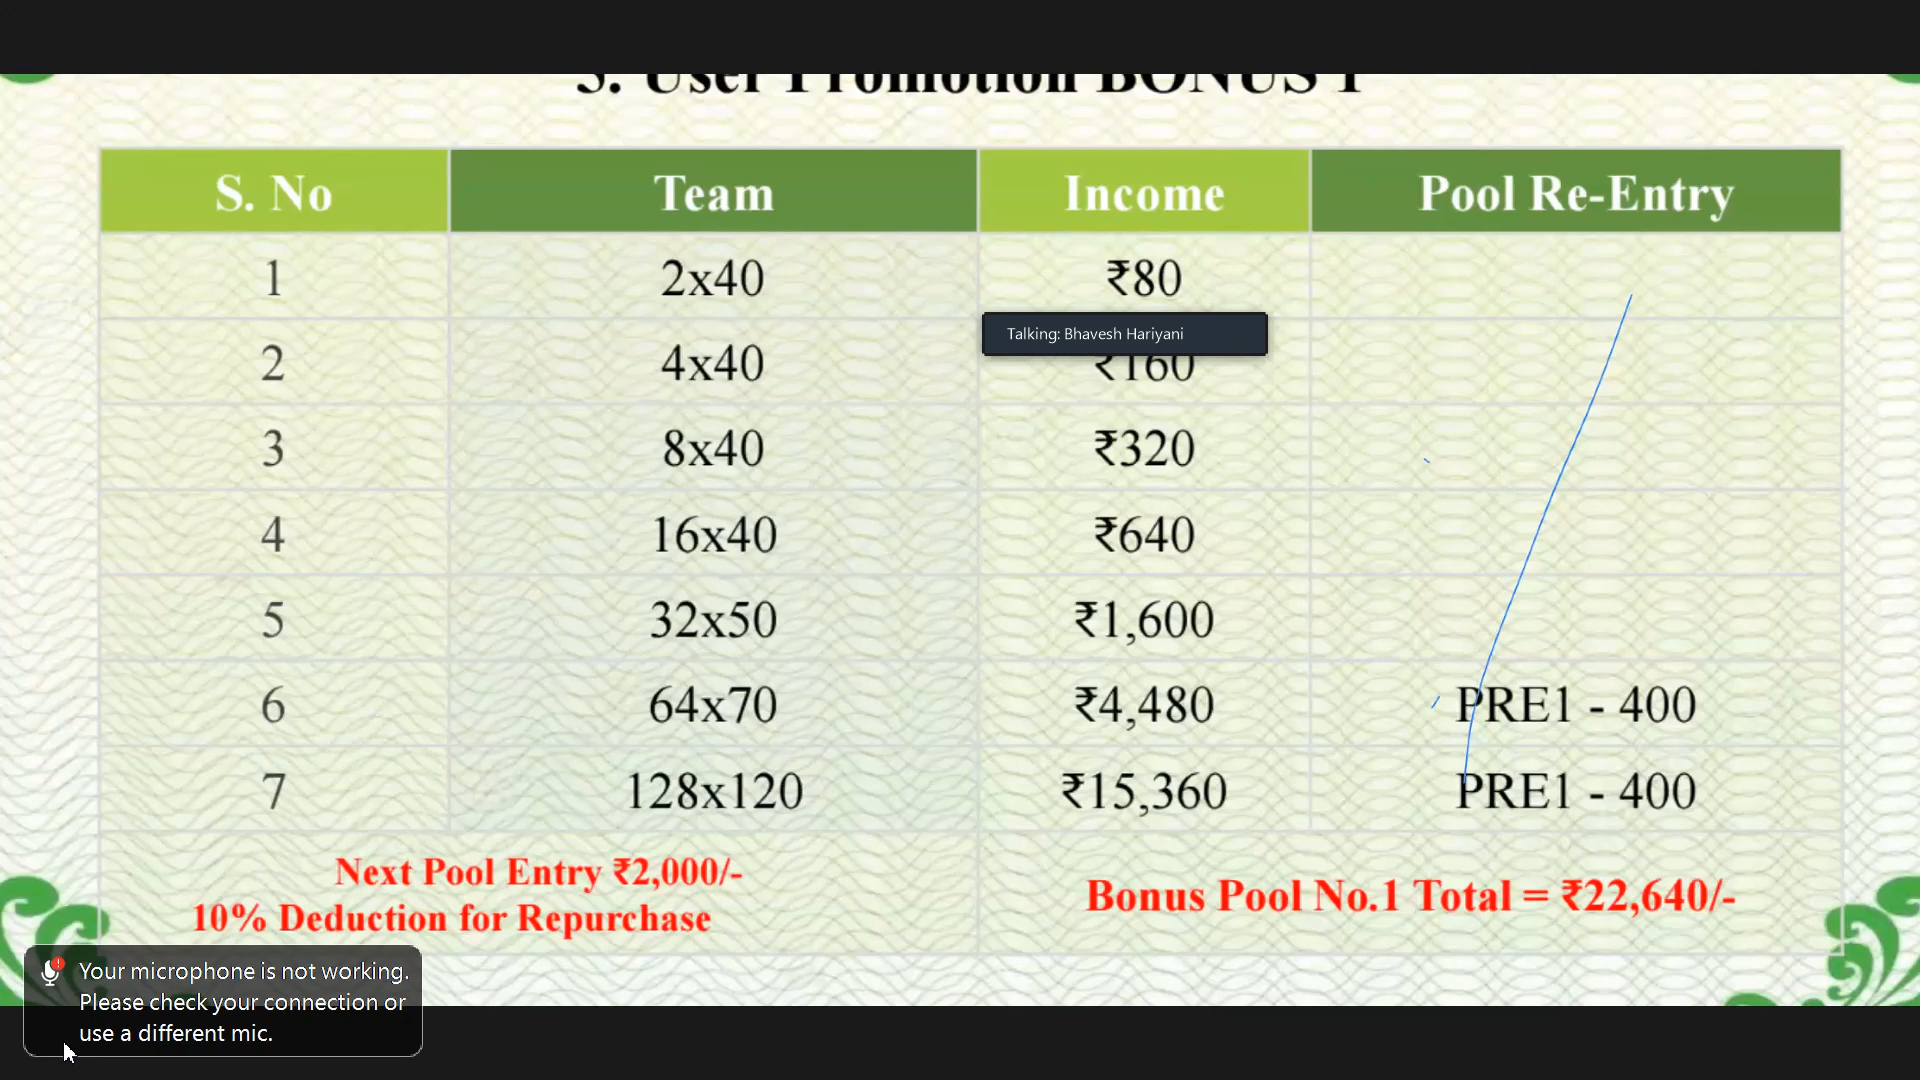 3. User Promotion BONUS 1
S. No Team Income Pool Re-Entry
1 2x40 ₹80
Talking: Bhavesh Hariyani
2 4x40 ₹160
3 8x40 ₹320
4 16x40 ₹640
5 32x50 ₹1,600
6 64x70 ₹4,480 PRE1 - 400
7 128x120 ₹15,360 PRE1 - 400
Next Pool Entry ₹2,000/-
10% Deduction for Repurchase
Bonus Pool No.1 Total = ₹22,640/-
Your microphone is not working.
Please check your connection or
use a different mic.